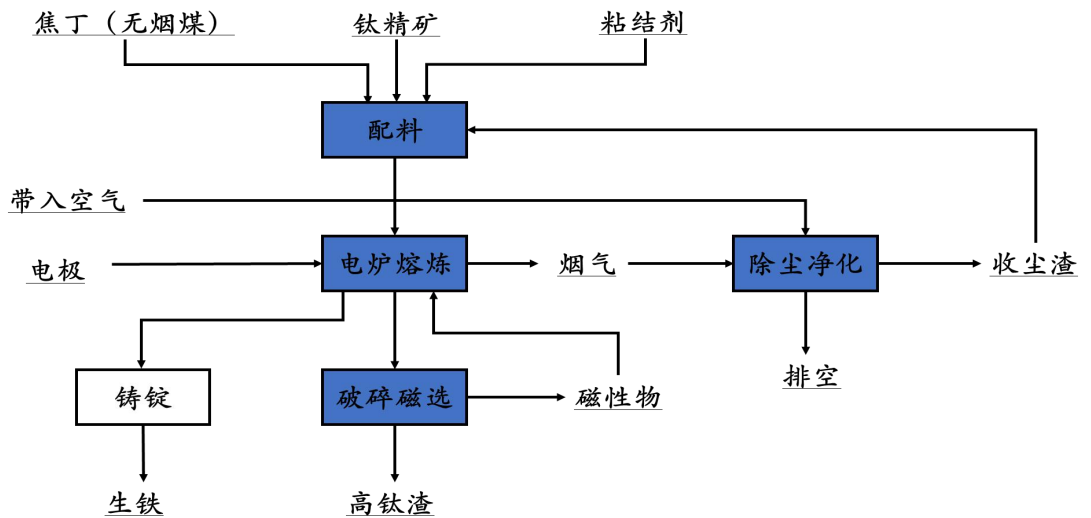 焦丁（无烟煤）
钛精矿
粘结剂
配料
带入空气
电极
电炉熔炼
烟气
除尘净化
收尘渣
铸锭
破碎磁选
磁性物
排空
生铁
高钛渣